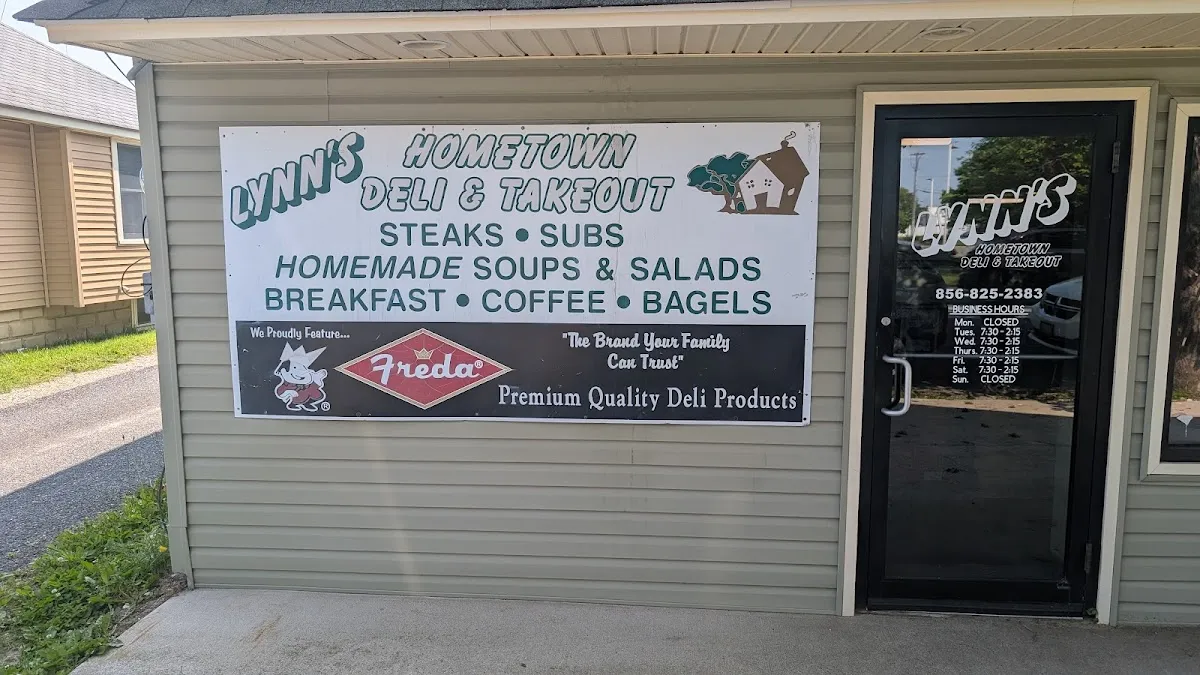 LYNN'S
HOMETOWN
DELI & TAKEOUT
STEAKS • SUBS
HOMEMADE SOUPS & SALADS
BREAKFAST • COFFEE • BAGELS
We Proudly Feature...
Freda®
®
"The Brand Your Family
Can Trust"
Premium Quality Deli Products
LYNN'S
HOMETOWN
DELI & TAKEOUT
856-825-2383
BUSINESS HOURS
Mon. CLOSED
Tues. 7:30 - 2:15
Wed. 7:30 - 2:15
Thurs. 7:30 - 2:15
Fri. 7:30 - 2:15
Sat. 7:30 - 2:15
Sun. CLOSED